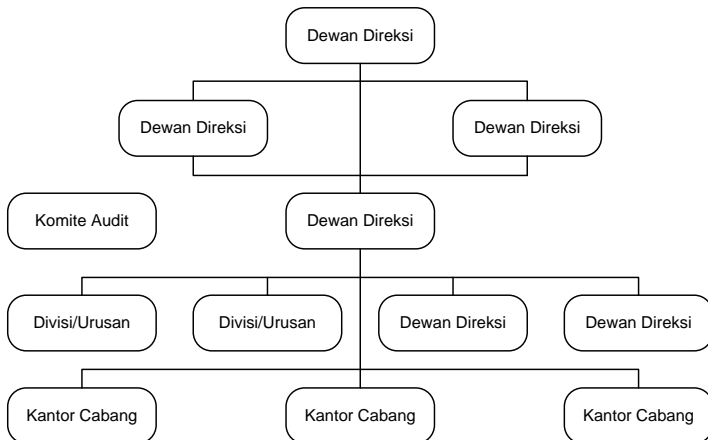 Dewan Direksi
Dewan Direksi
Dewan Direksi
Komite Audit
Dewan Direksi
Divisi/Urusan
Divisi/Urusan
Dewan Direksi
Dewan Direksi
Kantor Cabang
Kantor Cabang
Kantor Cabang